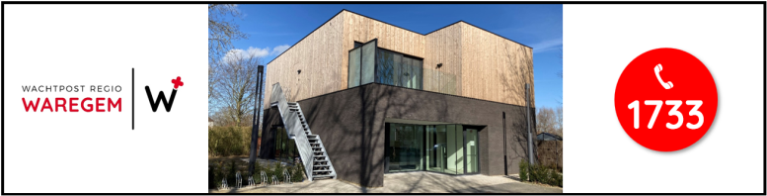 WACHTPOST REGIO
WAREGEM
W
1733